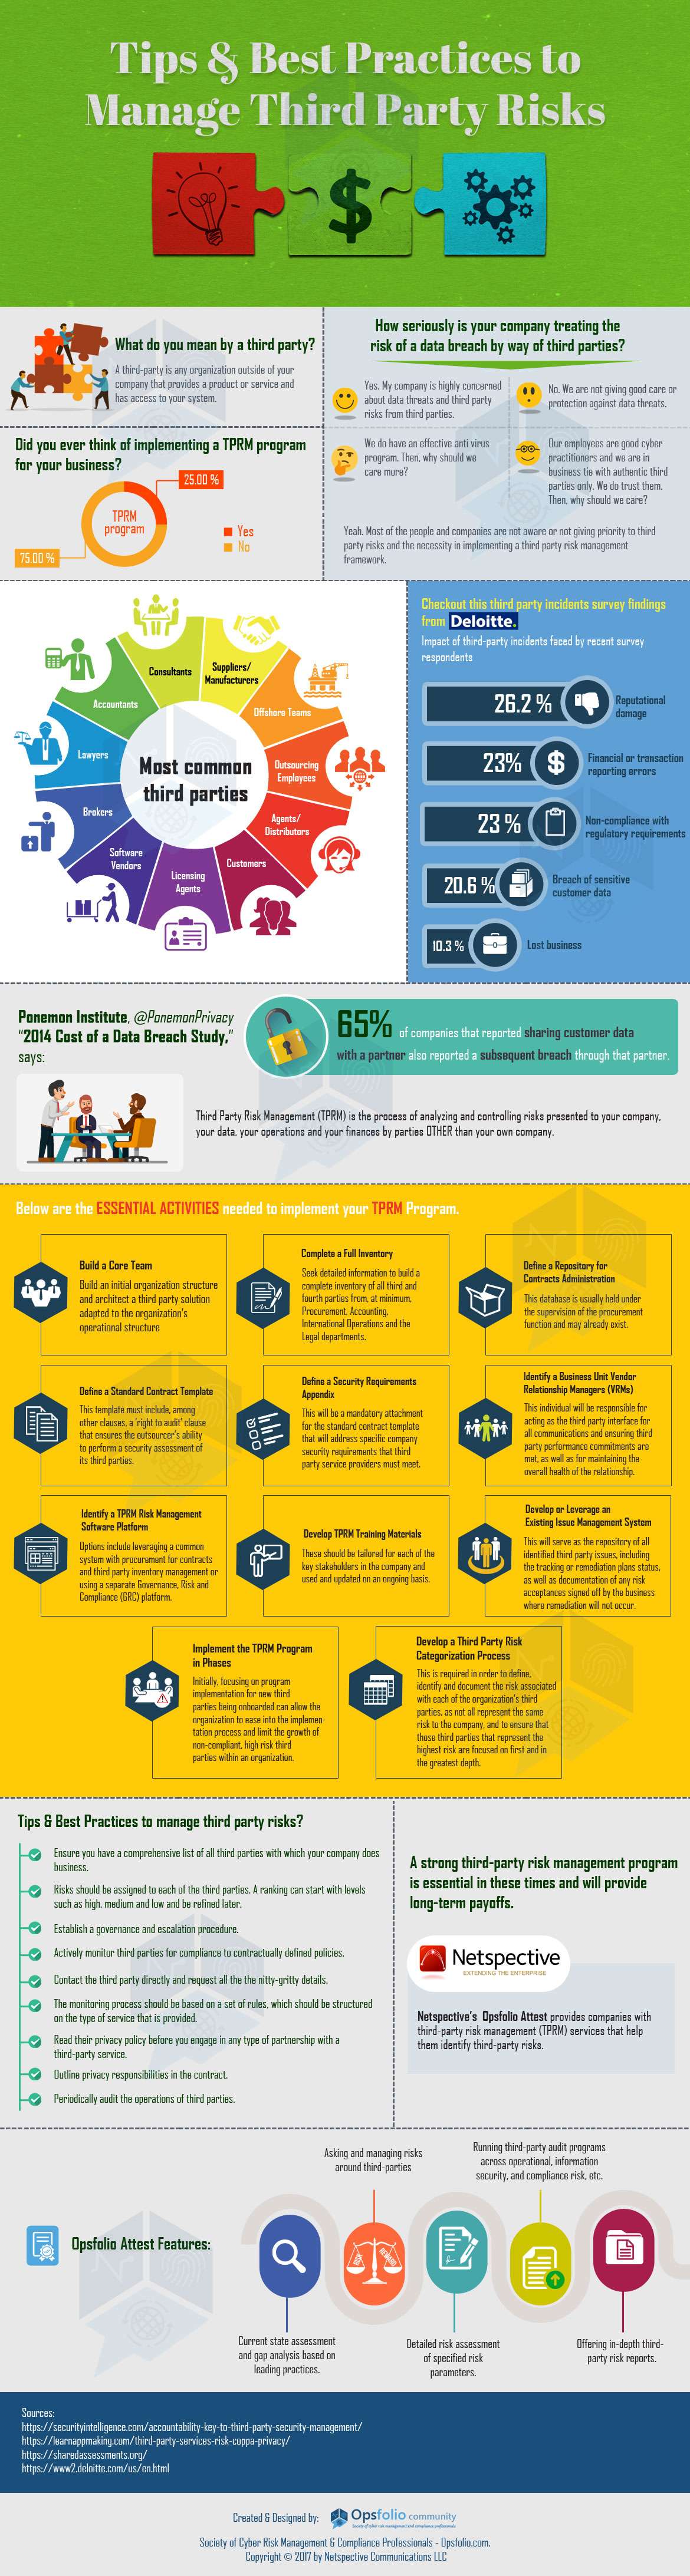 Tips & Best Practices to
Manage Third Party Risks
What do you mean by a third party?
A third-party is any organization outside of your
company that provides a product or service and
has access to your system.
How seriously is your company treating the
risk of a data breach by way of third parties?
Yes. My company is highly concerned
about data threats and third party
risks from third parties.
No. We are not giving good care or
protection against data threats.
We do have an effective anti virus
program. Then, why should we
care more?
Our employees are good cyber
practitioners and we are in
business tie with authentic third
parties only. We do trust them.
Then, why should we care?
Yeah. Most of the people and companies are not aware or not giving priority to third
party risks and the necessity in implementing a third party risk management
framework.
Did you ever think of implementing a TPRM program
for your business?
25.00 %
TPRM
program
Yes
No
75.00 %
Consultants
Suppliers/
Manufacturers
Accountants
Offshore Teams
Lawyers
Most common
third parties
Outsourcing
Employees
Brokers
Agents/
Distributors
Software
Vendors
Licensing
Agents
Customers
Checkout this third party incidents survey findings
from Deloitte.
Impact of third-party incidents faced by recent survey
respondents
26.2 %
Reputational
damage
23%
$
Financial or transaction
reporting errors
23 %
Non-compliance with
regulatory requirements
20.6 %
Breach of sensitive
customer data
10.3 %
Lost business
Ponemon Institute, @PonemonPrivacy
"2014 Cost of a Data Breach Study,"
says:
65% of companies that reported sharing customer data
with a partner also reported a subsequent breach through that partner.
Third Party Risk Management (TPRM) is the process of analyzing and controlling risks presented to your company,
your data, your operations and your finances by parties OTHER than your own company.
Below are the ESSENTIAL ACTIVITIES needed to implement your TPRM Program.
Build a Core Team
Build an initial organization structure
and architect a third party solution
adapted to the organization's
operational structure
Complete a Full Inventory
Seek detailed information to build a
complete inventory of all third and
fourth parties from, at minimum,
Procurement, Accounting,
International Operations and the
Legal departments.
Define a Repository for
Contracts Administration
This database is usually held under
the supervision of the procurement
function and may already exist.
Define a Standard Contract Template
This template must include, among
other clauses, a 'right to audit' clause
that ensures the outsourcer's ability
to perform a security assessment of
its third parties.
Define a Security Requirements
Appendix
This will be a mandatory attachment
for the standard contract template
that will address specific company
security requirements that third
party service providers must meet.
Identify a Business Unit Vendor
Relationship Managers (VRMs)
This individual will be responsible for
acting as the third party interface for
all communications and ensuring third
party performance commitments are
met, as well as for maintaining the
overall health of the relationship.
Identify a TPRM Risk Management
Software Platform
Options include leveraging a common
system with procurement for contracts
and third party inventory management or
using a separate Governance, Risk and
Compliance (GRC) platform.
Develop TPRM Training Materials
These should be tailored for each of the
key stakeholders in the company and
used and updated on an ongoing basis.
Develop or Leverage an
Existing Issue Management System
This will serve as the repository of all
identified third party issues, including
the tracking or remediation plans status,
as well as documentation of any risk
acceptances signed off by the business
where remediation will not occur.
Implement the TPRM Program
in Phases
Initially, focusing on program
implementation for new third
parties being onboarded can allow the
organization to ease into the implemen-
tation process and limit the growth of
non-compliant, high risk third
parties within an organization.
Develop a Third Party Risk
Categorization Process
This is required in order to define,
identify and document the risk associated
with each of the organization's third
parties, as not all represent the same
risk to the company, and to ensure that
those third parties that represent the
highest risk are focused on first and in
the greatest depth.
Tips & Best Practices to manage third party risks?
Ensure you have a comprehensive list of all third parties with which your company does
business.
Risks should be assigned to each of the third parties. A ranking can start with levels
such as high, medium and low and be refined later.
Establish a governance and escalation procedure.
Actively monitor third parties for compliance to contractually defined policies.
Contact the third party directly and request all the the nitty-gritty details.
The monitoring process should be based on a set of rules, which should be structured
on the type of service that is provided.
Read their privacy policy before you engage in any type of partnership with a
third-party service.
Outline privacy responsibilities in the contract.
Periodically audit the operations of third parties.
A strong third-party risk management program
is essential in these times and will provide
long-term payoffs.
Netspective
EXTENDING THE ENTERPRISE
Netspective's Opsfolio Attest provides companies with
third-party risk management (TPRM) services that help
them identify third-party risks.
Opsfolio Attest Features:
Asking and managing risks
around third-parties
Running third-party audit programs
across operational, information
security, and compliance risk, etc.
Current state assessment
and gap analysis based on
leading practices.
Detailed risk assessment
of specified risk
parameters.
Offering in-depth third-
party risk reports.
Sources:
https://securityintelligence.com/accountability-key-to-third-party-security-management/
https://learnappmaking.com/third-party-services-risk-coppa-privacy/
https://sharedassessments.org/
https://www2.deloitte.com/us/en.html
Created & Designed by:
Opsfolio community
Society of cyber risk management and compliance professionals
Society of Cyber Risk Management & Compliance Professionals - Opsfolio.com.
Copyright © 2017 by Netspective Communications LLC